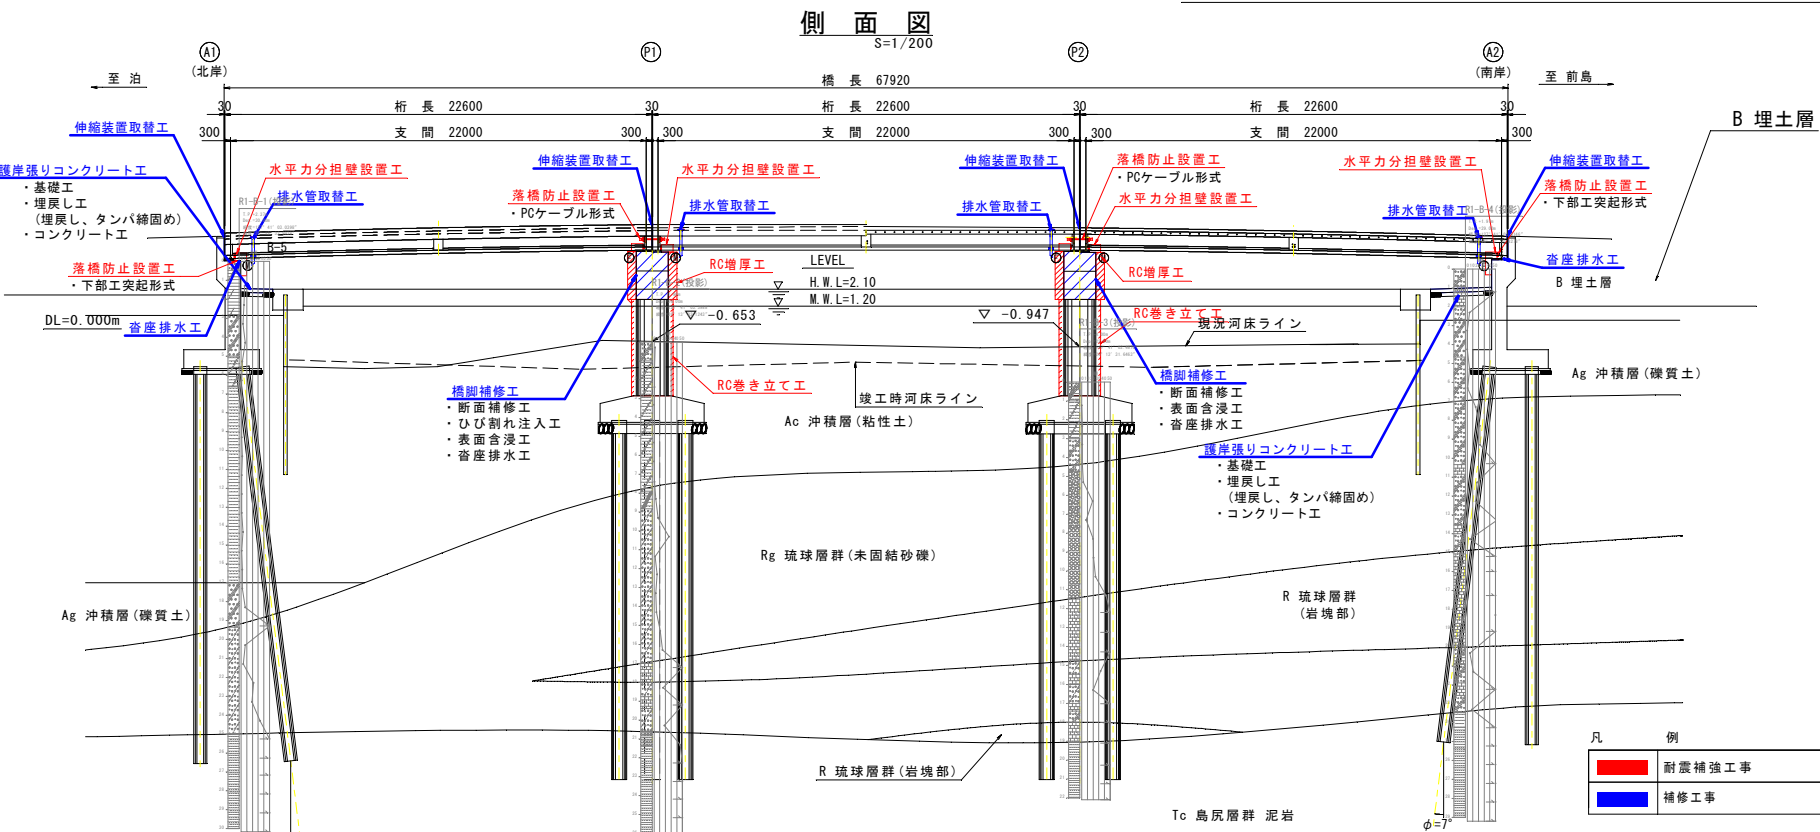 側 面 図
S=1/200
A1
(北岸)
P1
P2
A2
(南岸)
至 泊
橋 長 67920
至 前島
30
桁 長 22600
30
桁 長 22600
30
桁 長 22600
30
300
支 間 22000
300
300
支 間 22000
300
300
支 間 22000
300
B 埋土層
伸縮装置取替工
護岸張りコンクリート工
・基礎工
・埋戻し工
(埋戻し、タンパ締固め)
・コンクリート工
水平力分担壁設置工
排水管取替工
R1-B-1(投影)
B-5
落橋防止設置工
・下部工突起形式
DL=0.000m
沓座排水工
伸縮装置取替工
落橋防止設置工
・PCケーブル形式
水平力分担壁設置工
排水管取替工
RC増厚工
LEVEL
H.W.L=2.10
M.W.L=1.20
-0.653
RC巻き立て工
橋脚補修工
・断面補修工
・ひび割れ注入工
・表面含浸工
・沓座排水工
竣工時河床ライン
Ac 沖積層(粘性土)
伸縮装置取替工
排水管取替工
落橋防止設置工
・PCケーブル形式
水平力分担壁設置工
RC増厚工
-0.947
RC巻き立て工
現況河床ライン
橋脚補修工
・断面補修工
・表面含浸工
・沓座排水工
護岸張りコンクリート工
・基礎工
・埋戻し工
(埋戻し、タンパ締固め)
・コンクリート工
水平力分担壁設置工
伸縮装置取替工
落橋防止設置工
・下部工突起形式
排水管取替工
R1-B-4(投影)
沓座排水工
B 埋土層
Ag 沖積層(礫質土)
Rg 琉球層群(未固結砂礫)
R 琉球層群
(岩塊部)
Ag 沖積層(礫質土)
R 琉球層群(岩塊部)
Tc 島尻層群 泥岩
φ=7°
凡 例
耐震補強工事
補修工事